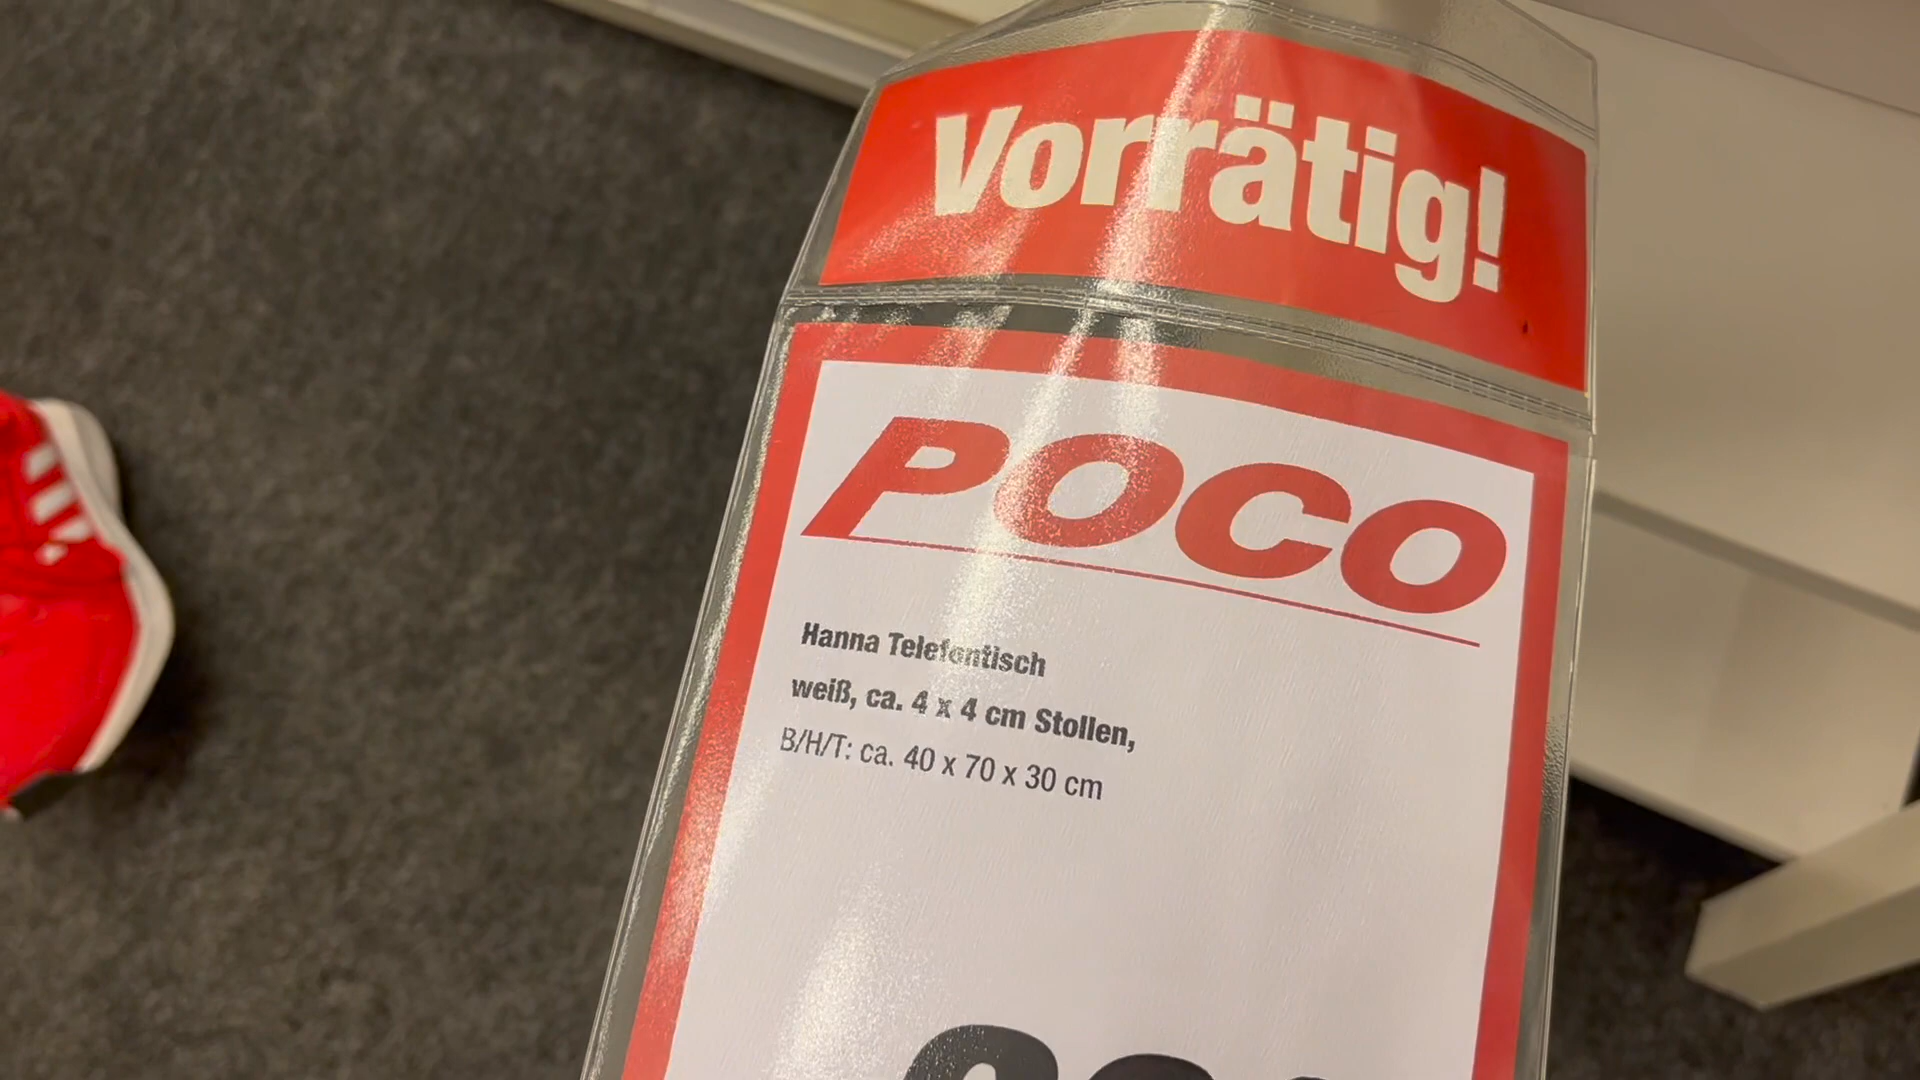 Vorrätig!
POCO
Hanna Telefontisch
weiß, ca. 4 x 4 cm Stollen,
B/H/T: ca. 40 x 70 x 30 cm